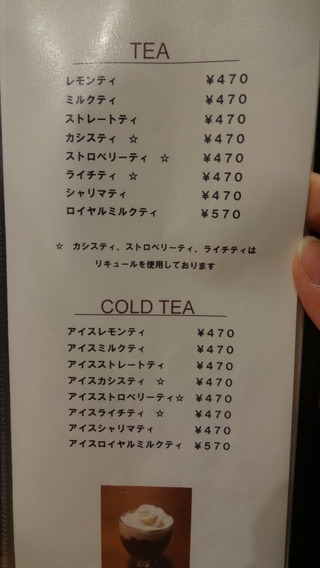 TEA
レモンティ ￥４７０
ミルクティ ￥４７０
ストレートティ ￥４７０
カシスティ ☆ ￥４７０
ストロベリーティ ☆ ￥４７０
ライチティ ☆ ￥４７０
シャリマティ ￥４７０
ロイヤルミルクティ ￥５７０
☆ カシスティ、ストロベリーティ、ライチティは
リキュールを使用しております
COLD TEA
アイスレモンティ ￥４７０
アイスミルクティ ￥４７０
アイスストレートティ ￥４７０
アイスカシスティ ☆ ￥４７０
アイスストロベリーティ☆ ￥４７０
アイスライチティ ☆ ￥４７０
アイスシャリマティ ￥４７０
アイスロイヤルミルクティ ￥５７０